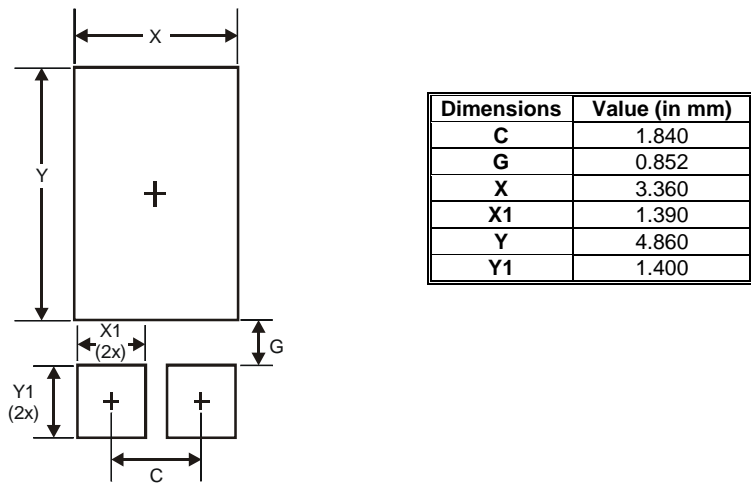 X
Y
X1
(2x)
G
Y1
(2x)
C
Dimensions Value (in mm)
C 1.840
G 0.852
X 3.360
X1 1.390
Y 4.860
Y1 1.400